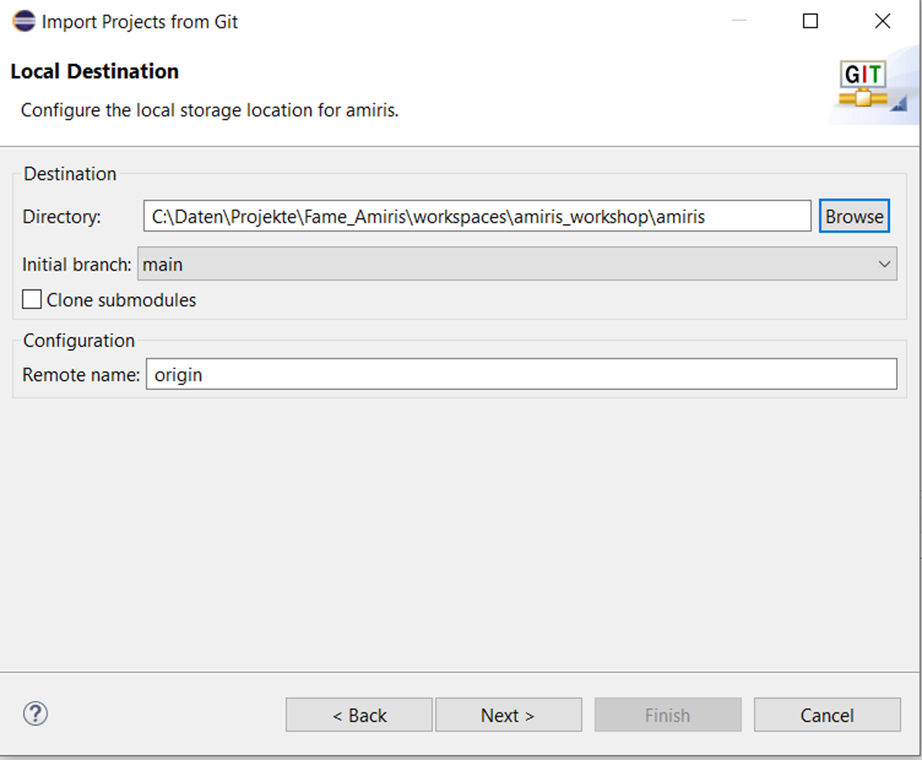 Import Projects from Git
Local Destination
Configure the local storage location for amiris.
GIT
Destination
Directory: C:\Daten\Projekte\Fame_Amiris\workspaces\amiris_workshop\amiris Browse
Initial branch: main
Clone submodules
Configuration
Remote name: origin
? < Back Next > Finish Cancel